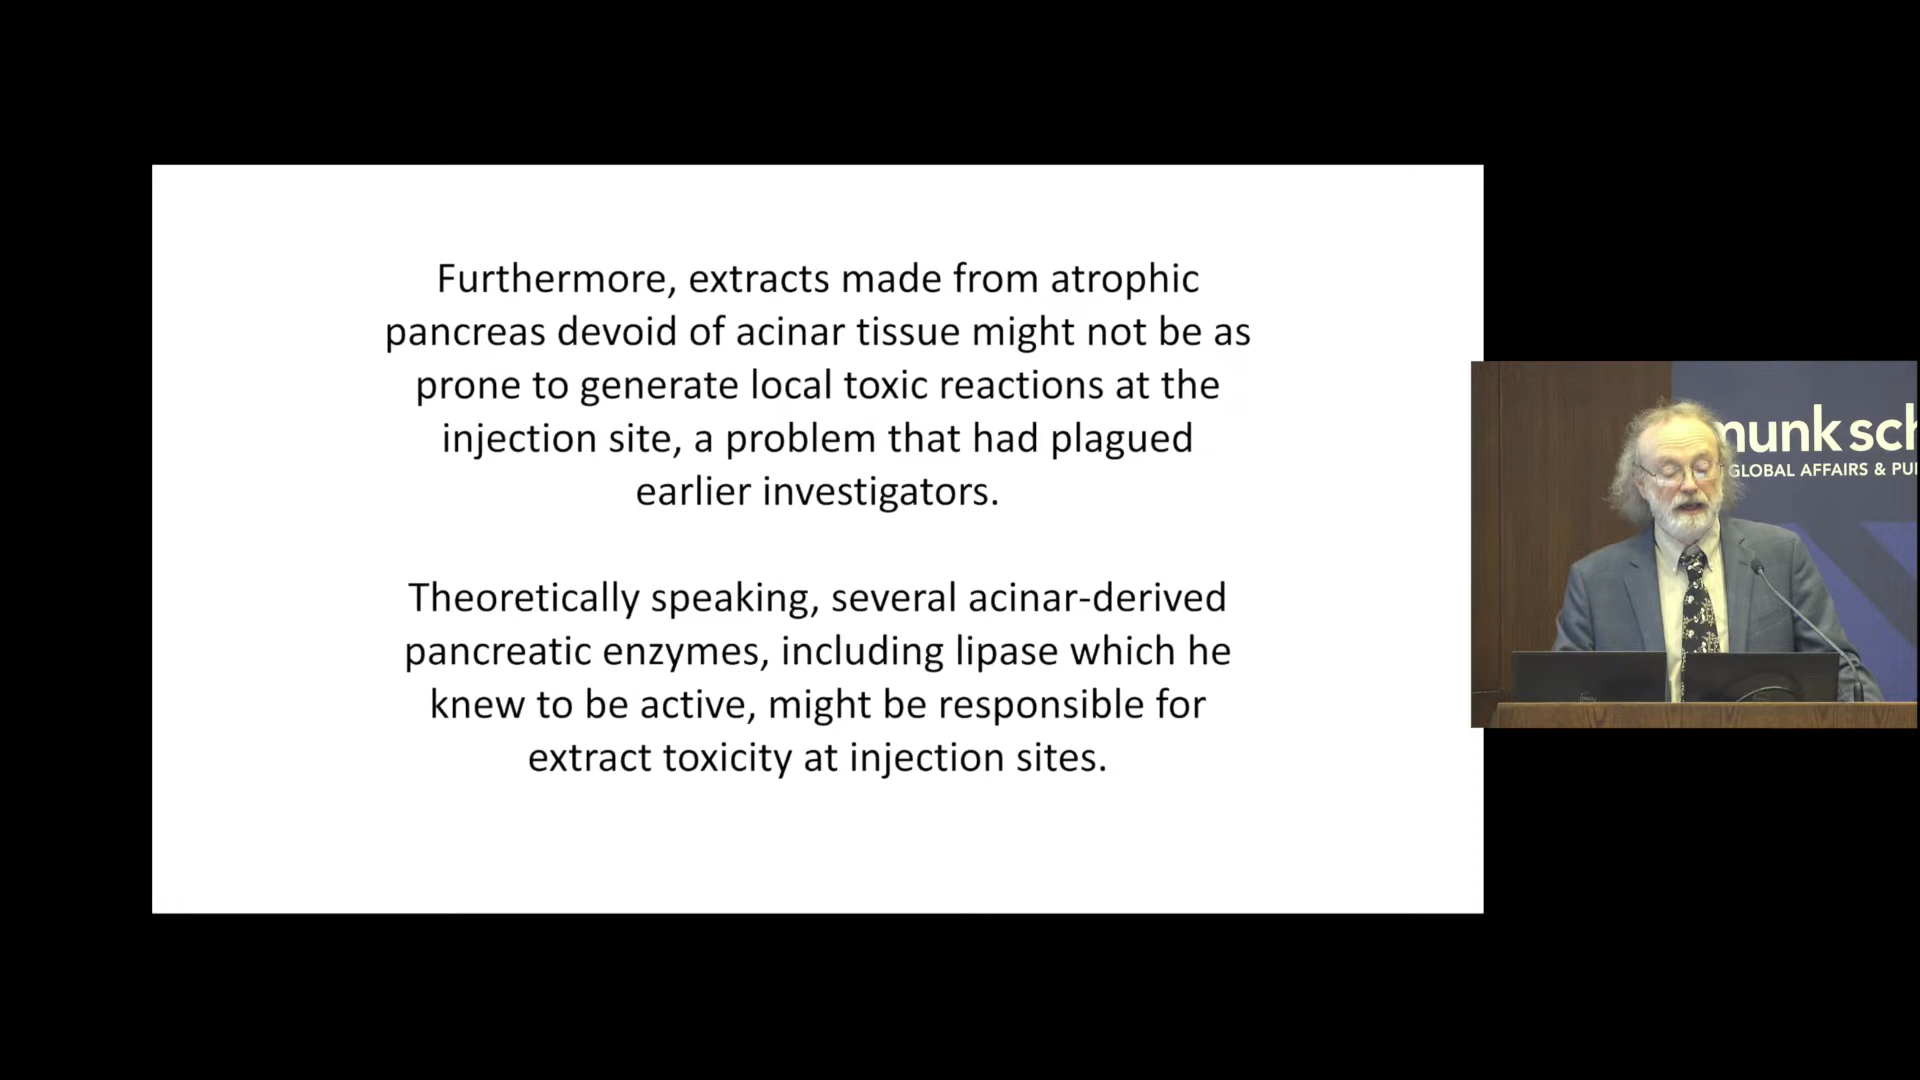 Furthermore, extracts made from atrophic
pancreas devoid of acinar tissue might not be as
prone to generate local toxic reactions at the
injection site, a problem that had plagued
earlier investigators.
Theoretically speaking, several acinar-derived
pancreatic enzymes, including lipase which he
knew to be active, might be responsible for
extract toxicity at injection sites.
munk sch
GLOBAL AFFAIRS & PU